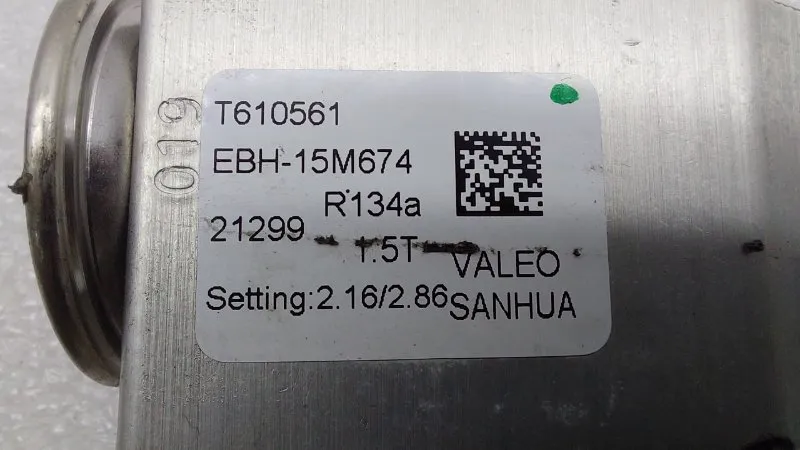 019
T610561
EBH-15M674
R134a
21299
1.5T
VALEO
Setting:2.16/2.86
SANHUA